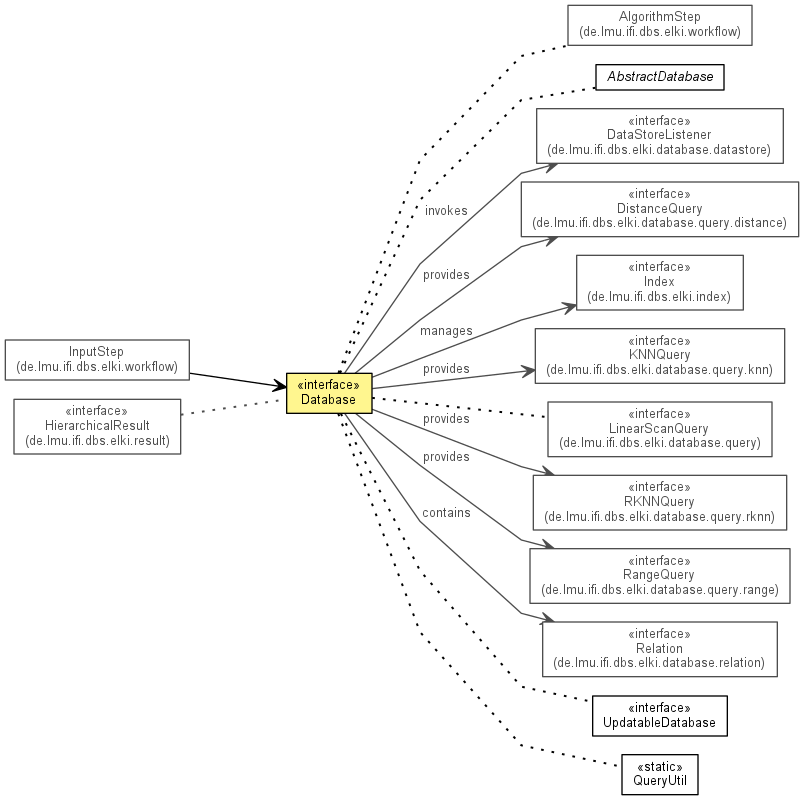 AlgorithmStep
(de.lmu.ifi.dbs.elki.workflow)
AbstractDatabase
«interface»
DataStoreListener
(de.lmu.ifi.dbs.elki.database.datastore)
invokes
«interface»
DistanceQuery
(de.lmu.ifi.dbs.elki.database.query.distance)
provides
«interface»
Index
(de.lmu.ifi.dbs.elki.index)
manages
«interface»
KNNQuery
(de.lmu.ifi.dbs.elki.database.query.knn)
provides
InputStep
(de.lmu.ifi.dbs.elki.workflow)
«interface»
Database
«interface»
HierarchicalResult
(de.lmu.ifi.dbs.elki.result)
«interface»
LinearScanQuery
(de.lmu.ifi.dbs.elki.database.query)
provides
«interface»
RKNNQuery
(de.lmu.ifi.dbs.elki.database.query.rknn)
provides
«interface»
RangeQuery
(de.lmu.ifi.dbs.elki.database.query.range)
contains
«interface»
Relation
(de.lmu.ifi.dbs.elki.database.relation)
«interface»
UpdatableDatabase
«static»
QueryUtil